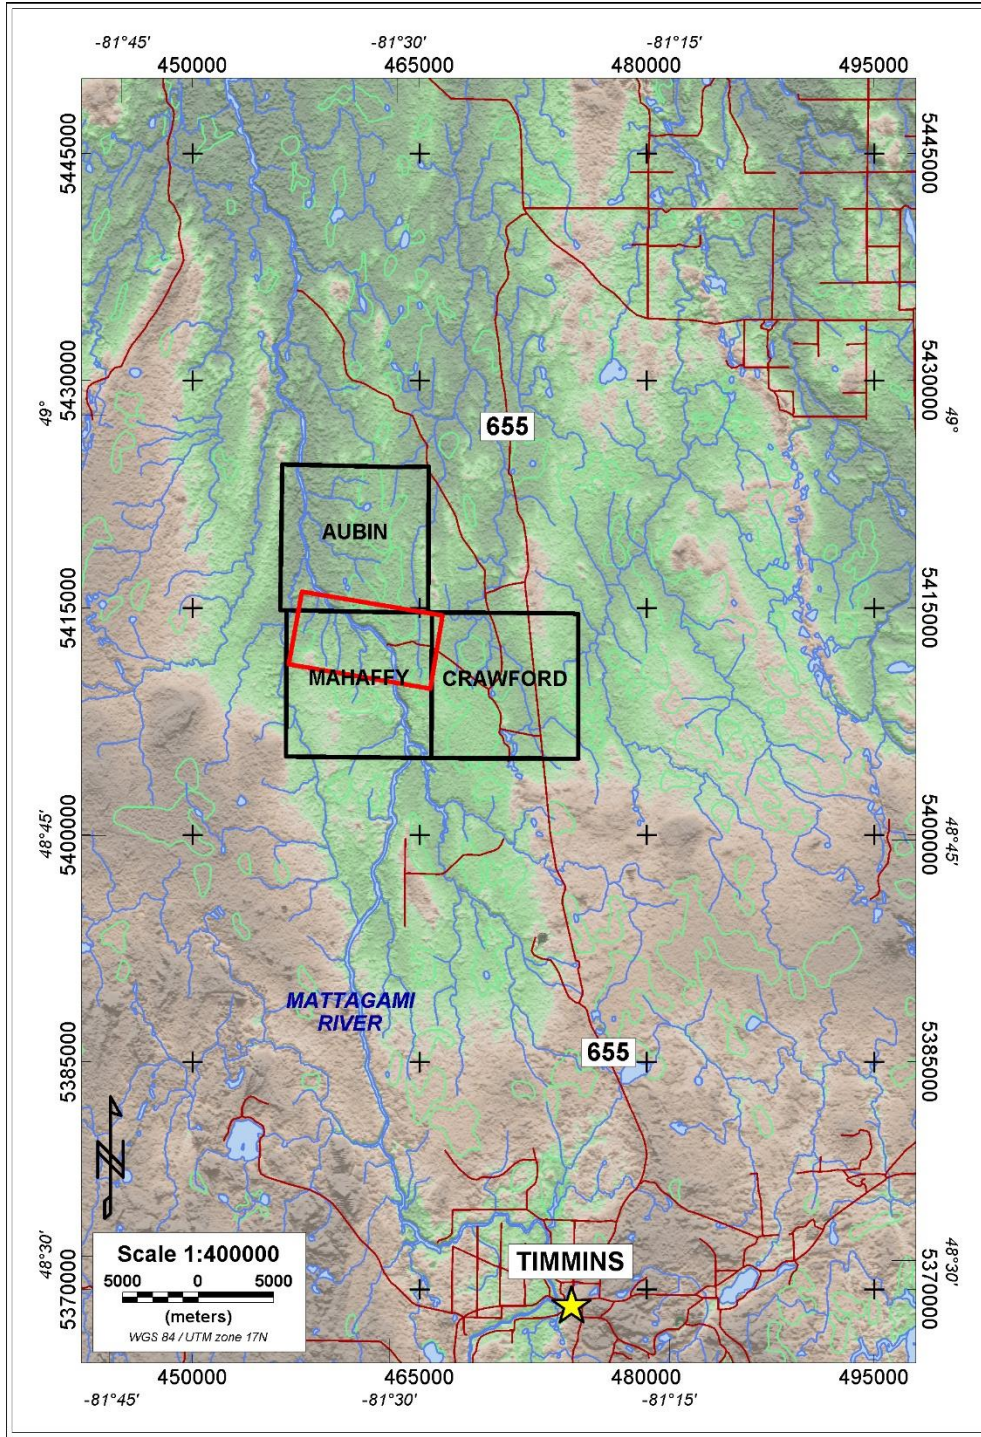 -81°45' -81°30' -81°15'
450000 465000 480000 495000
5445000 5445000
5430000 5430000
49° 49°
655
AUBIN
5415000 5415000
MAHAFFY CRAWFORD
5400000 5400000
48°45' 48°45'
MATTAGAMI
RIVER
655
5385000 5385000
48°30' 48°30'
Scale 1:400000
5000 0 5000
(meters)
WGS 84 / UTM zone 17N
TIMMINS
5370000 5370000
450000 465000 480000 495000
-81°45' -81°30' -81°15'